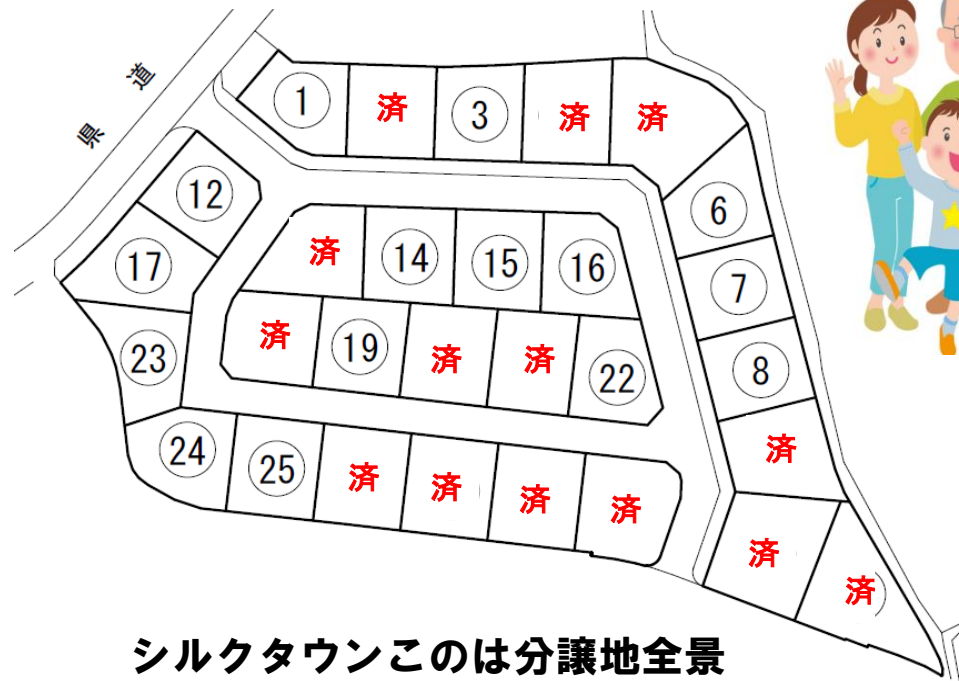 県道
1 済 3 済 済
12 6
17 済 14 15 16 7
23 済 19 済 済 22 8
24 25 済 済 済 済 済
済 済
シルクタウンこのは分譲地全景